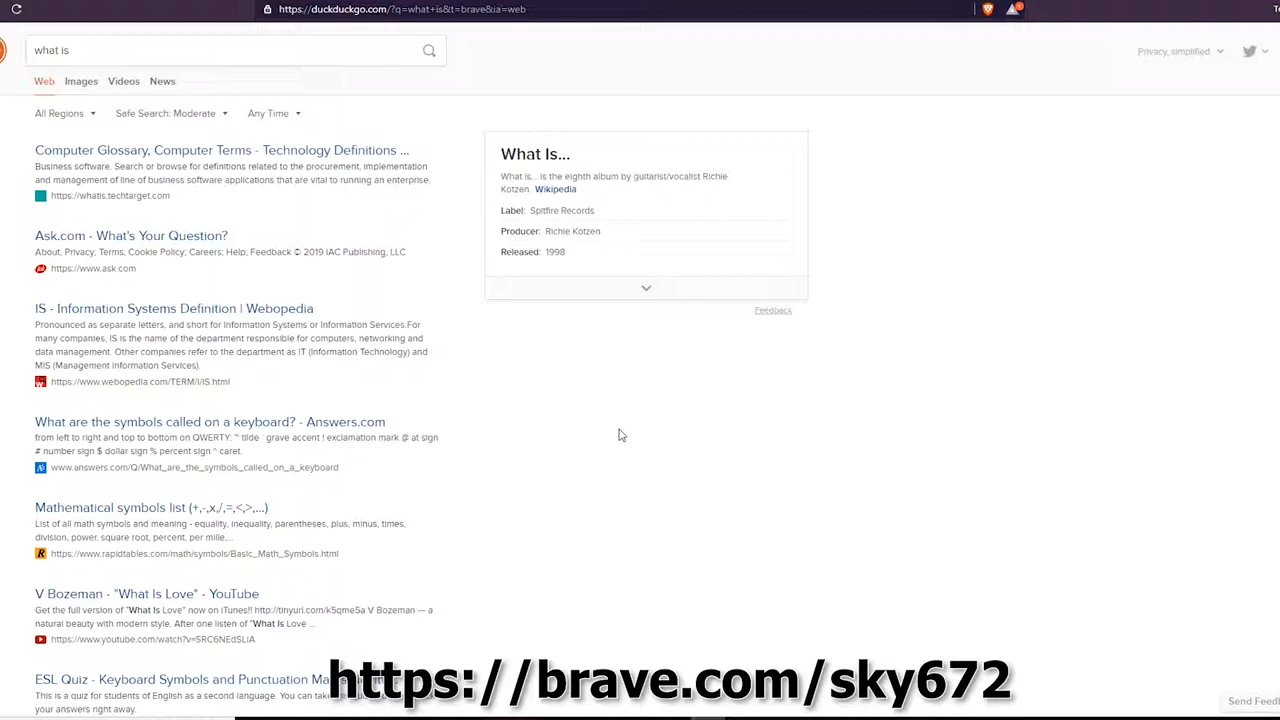 https://duckduckgo.com/?q=what+is&t=brave&ia=web
what is
Privacy, simplified
Web Images Videos News
All Regions Safe Search: Moderate Any Time
Computer Glossary, Computer Terms - Technology Definitions ...
Business software. Search or browse for definitions related to the procurement, implementation
and management of line of business software applications that are vital to running an enterprise.
https://whatis.techtarget.com
Ask.com - What's Your Question?
About; Privacy; Terms; Cookie Policy; Careers; Help; Feedback © 2019 IAC Publishing, LLC
https://www.ask.com
IS - Information Systems Definition | Webopedia
Pronounced as separate letters, and short for Information Systems or Information Services.For
many companies, IS is the name of the department responsible for computers, networking and
data management. Other companies refer to the department as IT (Information Technology) and
MIS (Management Information Services).
https://www.webopedia.com/TERM/I/IS.html
What are the symbols called on a keyboard? - Answers.com
from left to right and top to bottom on QWERTY: ~ tilde ` grave accent ! exclamation mark @ at sign
# number sign $ dollar sign % percent sign ^ caret.
www.answers.com/Q/What_are_the_symbols_called_on_a_keyboard
Mathematical symbols list (+,-,x,/,=,<,>,...)
List of all math symbols and meaning - equality, inequality, parentheses, plus, minus, times,
division, power, square root, percent, per mille,...
https://www.rapidtables.com/math/symbols/Basic_Math_Symbols.html
V Bozeman - "What Is Love" - YouTube
Get the full version of "What Is Love" now on iTunes!! http://tinyurl.com/k5qme5a V Bozeman — a
natural beauty with modern style. After one listen of "What Is Love ...
https://www.youtube.com/watch?v=SRC6NEdSLIA
ESL Quiz - Keyboard Symbols and Punctuation
This is a quiz for students of English as a second language. You can
your answers right away.
What Is...
What Is... is the eighth album by guitarist/vocalist Richie
Kotzen. Wikipedia
Label: Spitfire Records
Producer: Richie Kotzen
Released: 1998
Feedback
https://brave.com/sky672
Send